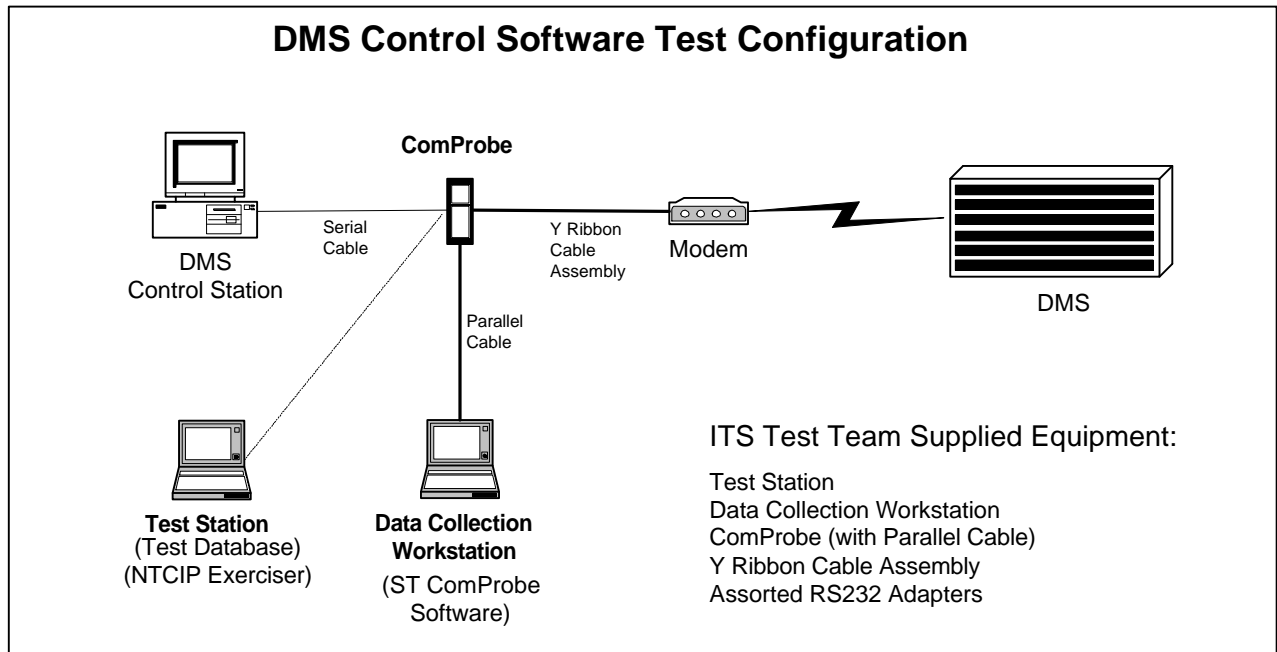 DMS Control Software Test Configuration
ComProbe
Serial
Cable
Y Ribbon
Cable
Assembly
Modem
DMS
Control Station
DMS
Parallel
Cable
Test Station
(Test Database)
(NTCIP Exerciser)
Data Collection
Workstation
(ST ComProbe
Software)
ITS Test Team Supplied Equipment:
Test Station
Data Collection Workstation
ComProbe (with Parallel Cable)
Y Ribbon Cable Assembly
Assorted RS232 Adapters